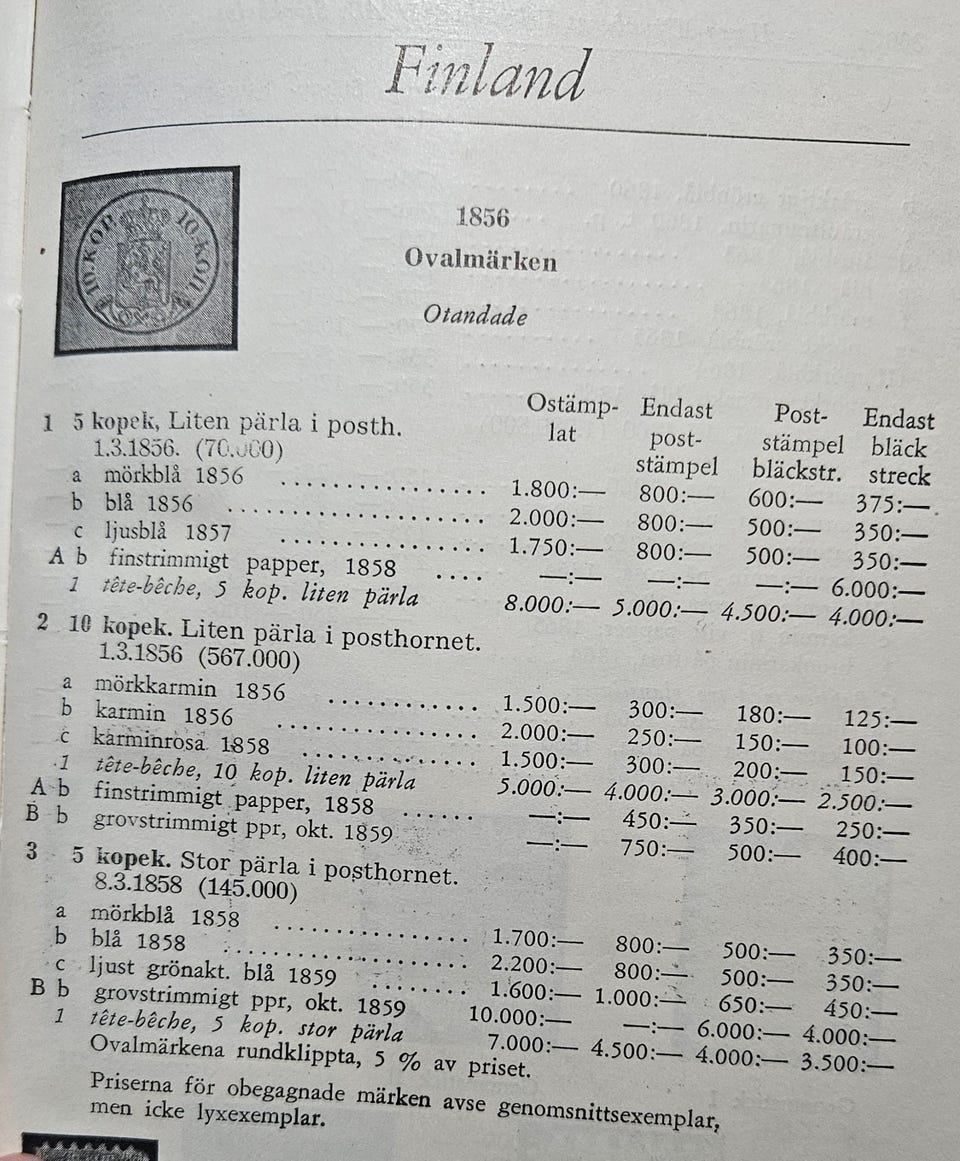 Finland
10.KOP 10.KOP
1856
Ovalmärken
Otandade
Ostämp- Endast Post- Endast
lat post- stämpel bläck
stämpel bläckstr. streck
1 5 kopek, Liten pärla i posth.
1.3.1856. (70.000)
a mörkblå 1856 .................. 1.800:— 800:— 600:— 375:—
b blå 1856 ...................... 2.000:— 800:— 500:— 350:—
c ljusblå 1857 .................. 1.750:— 800:— 500:— 350:—
A b finstrimmigt papper, 1858 .... —:— —:— —:— 6.000:—
1 tête-bêche, 5 kop. liten pärla 8.000:— 5.000:— 4.500:— 4.000:—
2 10 kopek. Liten pärla i posthornet.
1.3.1856 (567.000)
a mörkkarmin 1856 ............ 1.500:— 300:— 180:— 125:—
b karmin 1856 ................ 2.000:— 250:— 150:— 100:—
c karminrosa 1858 .............. 1.500:— 300:— 200:— 150:—
1 tête-bêche, 10 kop. liten pärla 5.000:— 4.000:— 3.000:— 2.500:—
A b finstrimmigt papper, 1858 ...... —:— 450:— 350:— 250:—
B b grovstrimmigt ppr, okt. 1859 —:— 750:— 500:— 400:—
3 5 kopek. Stor pärla i posthornet.
8.3.1858 (145.000)
a mörkblå 1858 ................ 1.700:— 800:— 500:— 350:—
b blå 1858 .................... 2.200:— 800:— 500:— 350:—
c ljust grönakt. blå 1859 ........ 1.600:— 1.000:— 650:— 450:—
B b grovstrimmigt ppr, okt. 1859 10.000:— —:— 6.000:— 4.000:—
1 tête-bêche, 5 kop. stor pärla 7.000:— 4.500:— 4.000:— 3.500:—
Ovalmärkena rundklippta, 5 % av priset.
Priserna för obegagnade märken avse genomsnittsexemplar,
men icke lyxexemplar.